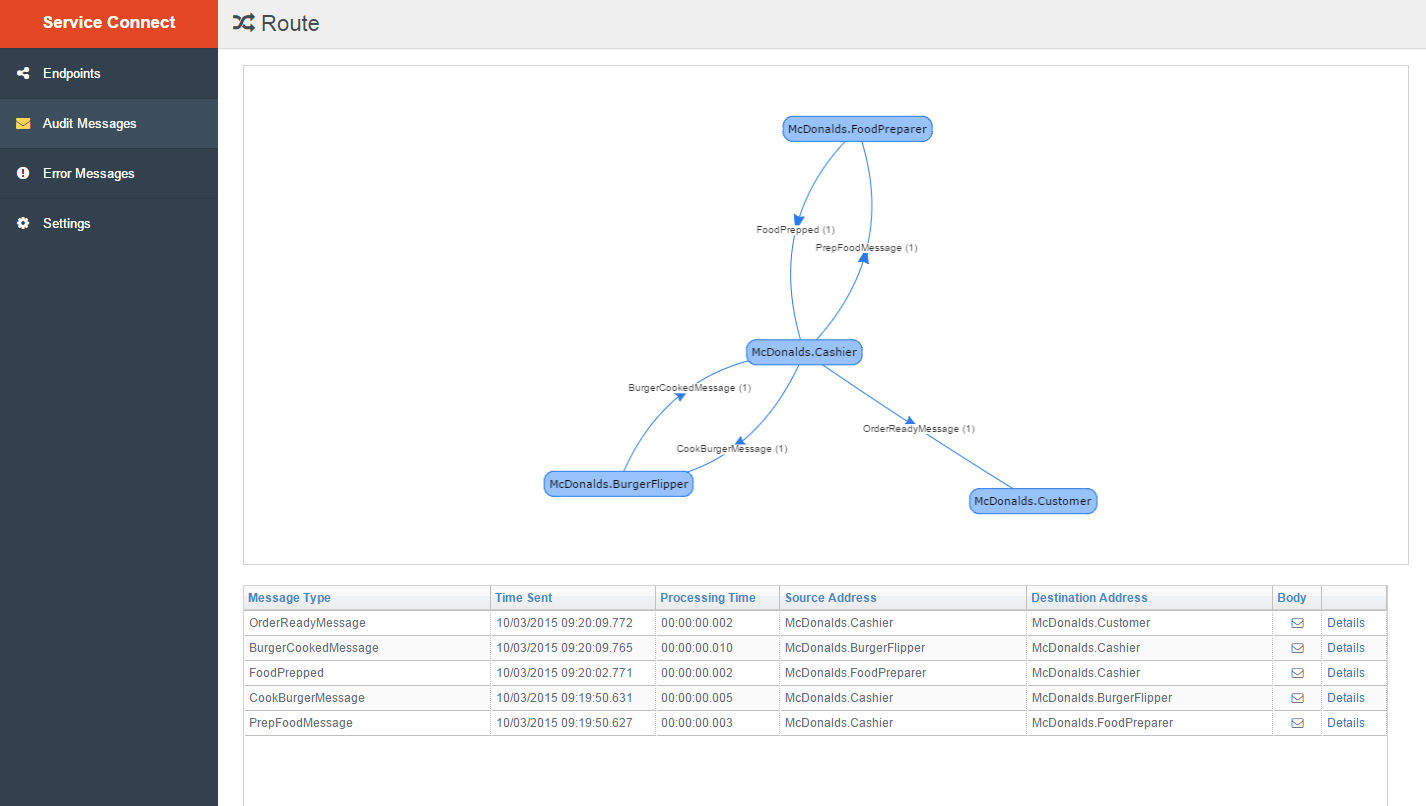 Service Connect
Route
Endpoints
Audit Messages
Error Messages
Settings
McDonalds.FoodPreparer
FoodPrepped (1)
PrepFoodMessage (1)
McDonalds.Cashier
BurgerCookedMessage (1)
OrderReadyMessage (1)
CookBurgerMessage (1)
McDonalds.BurgerFlipper
McDonalds.Customer
Message Type Time Sent Processing Time Source Address Destination Address Body
OrderReadyMessage 10/03/2015 09:20:09.772 00:00:00.002 McDonalds.Cashier McDonalds.Customer Details
BurgerCookedMessage 10/03/2015 09:20:09.765 00:00:00.010 McDonalds.BurgerFlipper McDonalds.Cashier Details
FoodPrepped 10/03/2015 09:20:02.771 00:00:00.002 McDonalds.FoodPreparer McDonalds.Cashier Details
CookBurgerMessage 10/03/2015 09:19:50.631 00:00:00.005 McDonalds.Cashier McDonalds.BurgerFlipper Details
PrepFoodMessage 10/03/2015 09:19:50.627 00:00:00.003 McDonalds.Cashier McDonalds.FoodPreparer Details